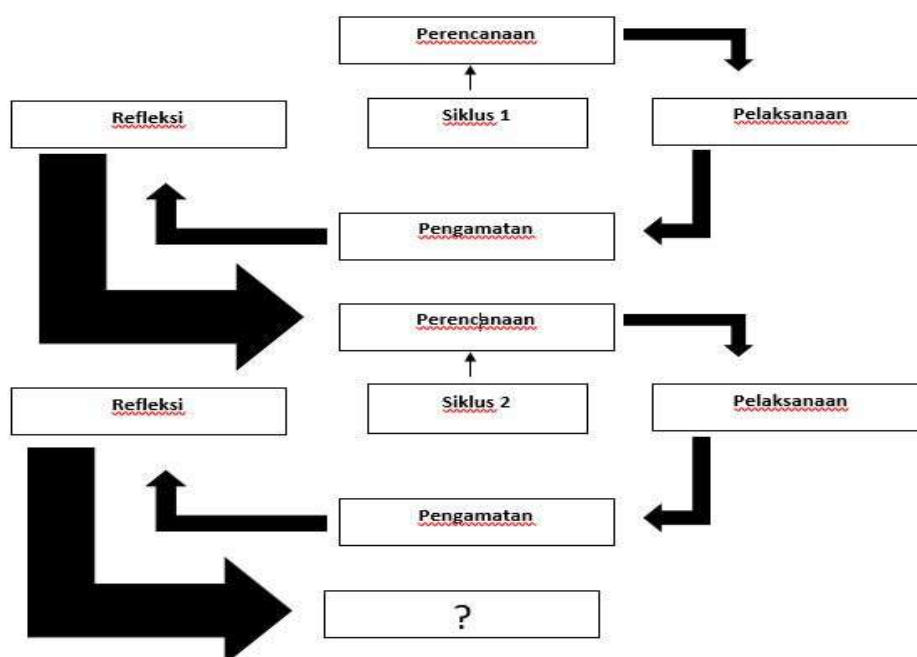 Perencanaan
Refleksi
Siklus 1
Pelaksanaan
Pengamatan
Perencanaan
Refleksi
Siklus 2
Pelaksanaan
Pengamatan
?